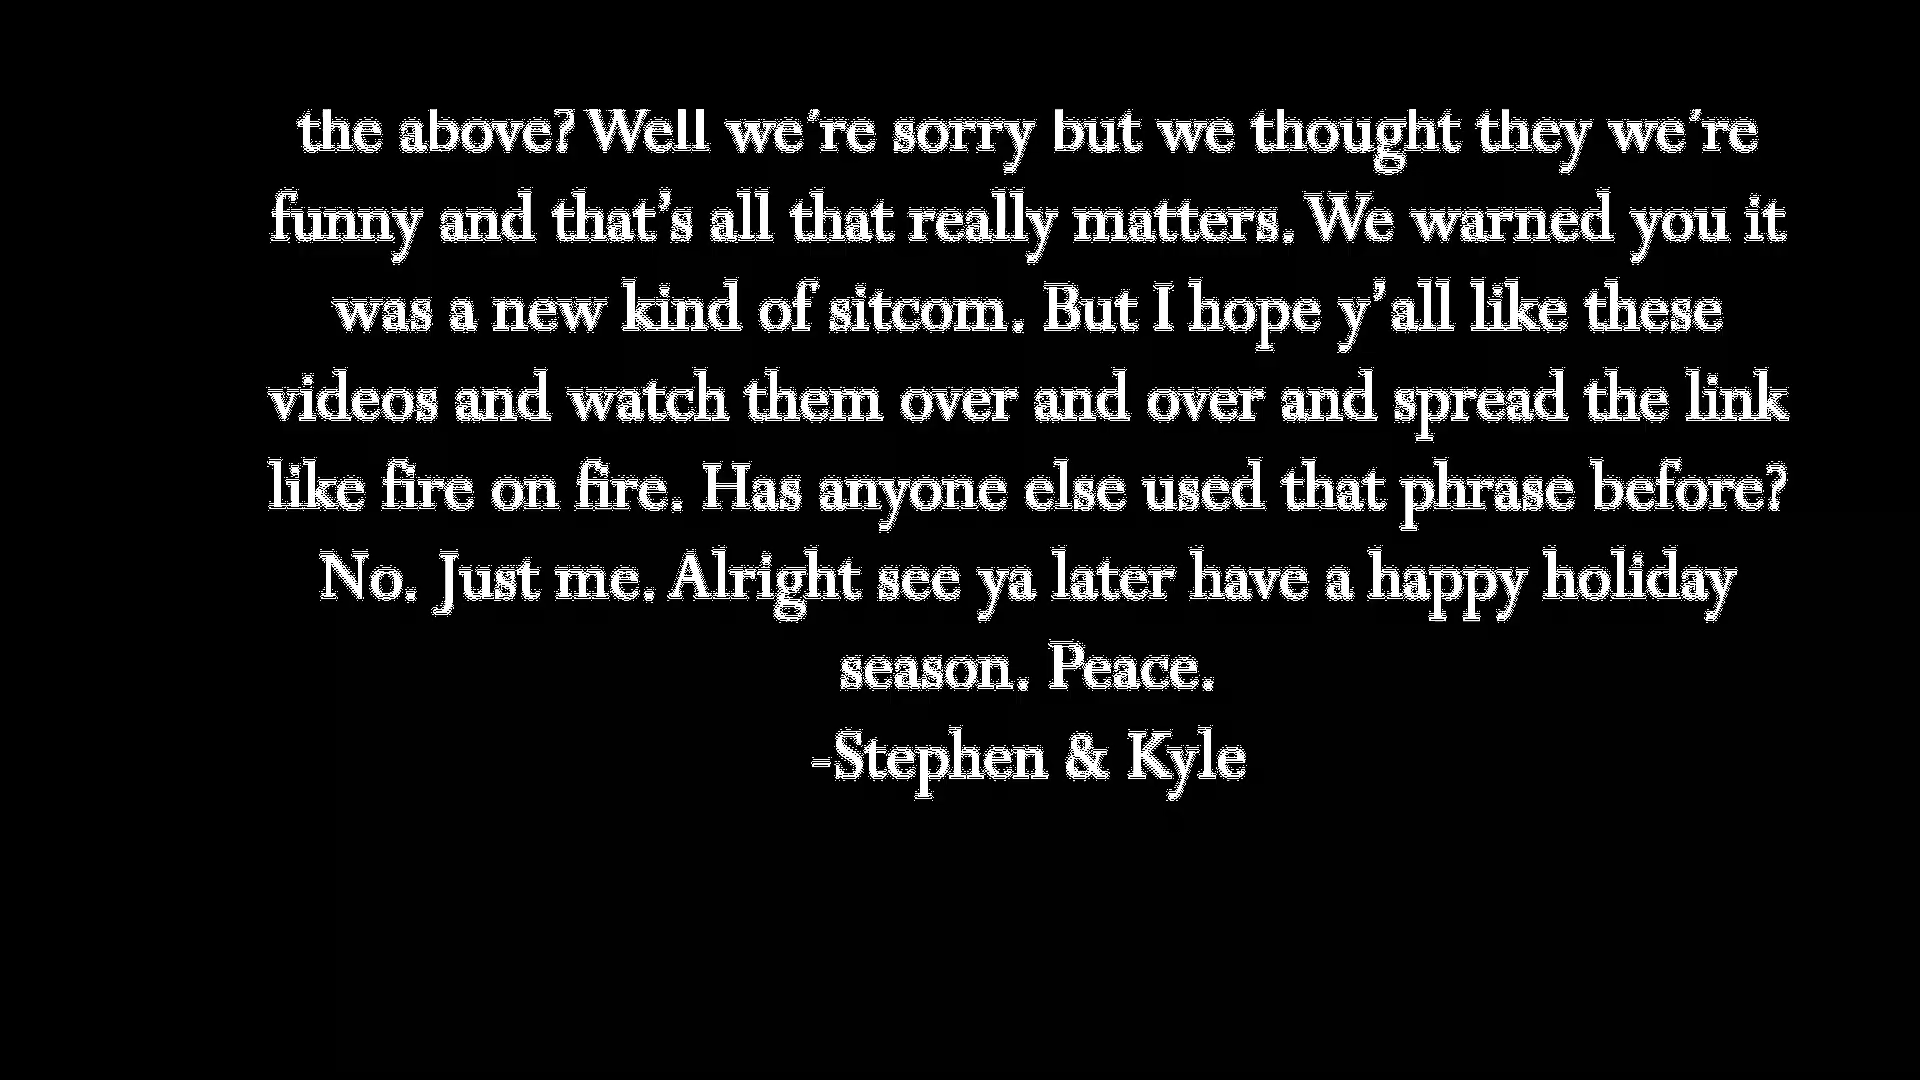 the above? Well we're sorry but we thought they we're
funny and that's all that really matters. We warned you it
was a new kind of sitcom. But I hope y'all like these
videos and watch them over and over and spread the link
like fire on fire. Has anyone else used that phrase before?
No. Just me. Alright see ya later have a happy holiday
season. Peace.
-Stephen & Kyle